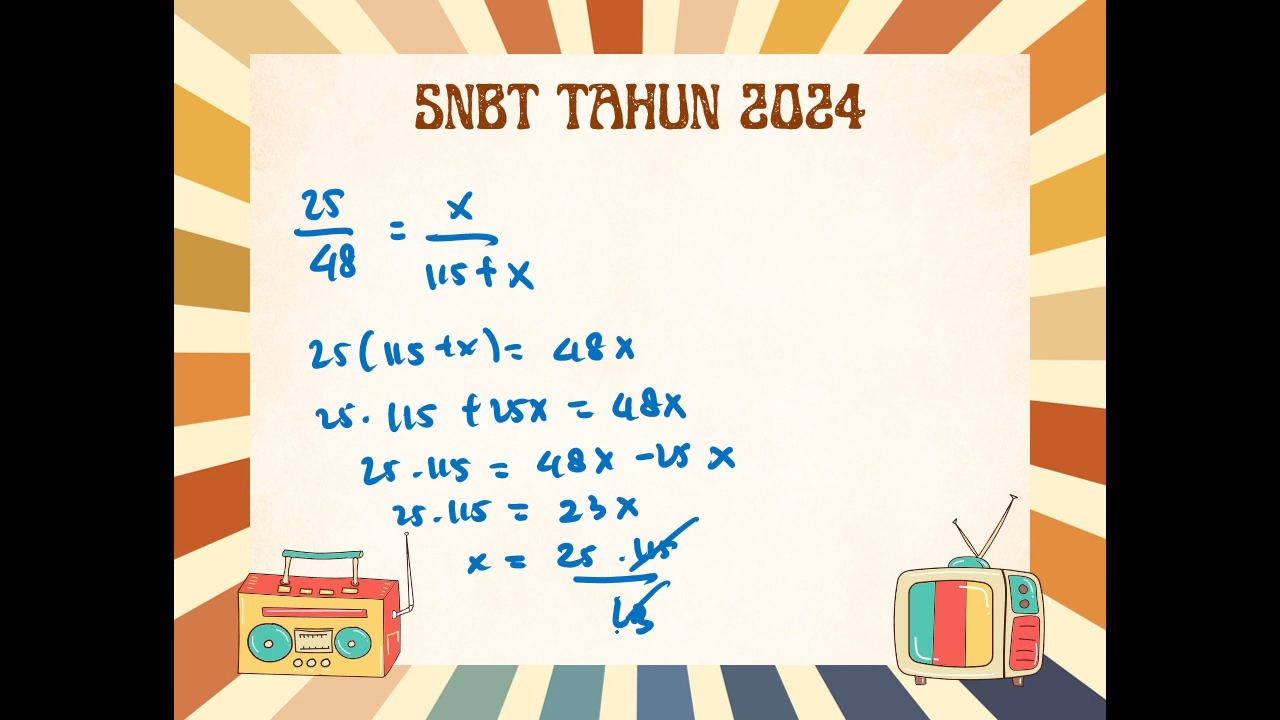 SNBT TAHUN 2024
25/48 = x/(115+x)
25(115+x) = 48x
25.115 + 25x = 48x
25.115 = 48x - 25x
25.115 = 23x
x = 25.115/23